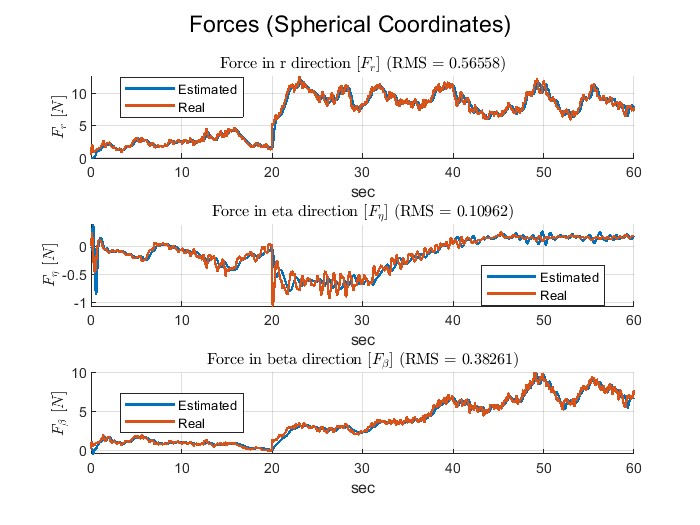 Forces (Spherical Coordinates)
Force in r direction [F_r] (RMS = 0.56558)
F_r [N]
10
5
0
Estimated
Real
0 10 20 30 40 50 60
sec
Force in eta direction [F_η] (RMS = 0.10962)
F_η [N]
0
-0.5
-1
Estimated
Real
0 10 20 30 40 50 60
sec
Force in beta direction [F_β] (RMS = 0.38261)
F_β [N]
10
5
0
Estimated
Real
0 10 20 30 40 50 60
sec